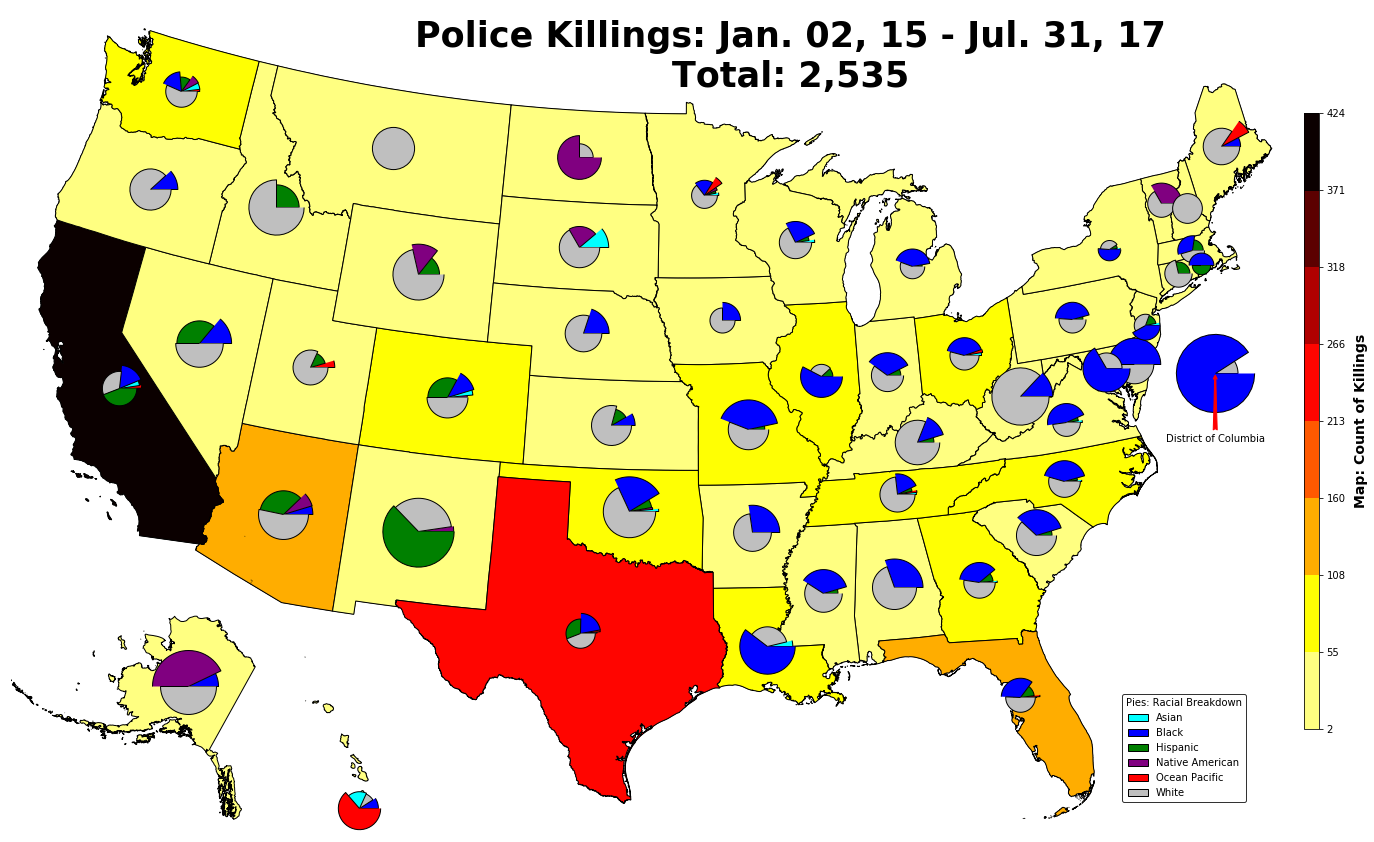 Police Killings: Jan. 02, 15 - Jul. 31, 17
Total: 2,535
424
371
318
266
213
160
108
55
2
Map: Count of Killings
District of Columbia
Pies: Racial Breakdown
Asian
Black
Hispanic
Native American
Ocean Pacific
White